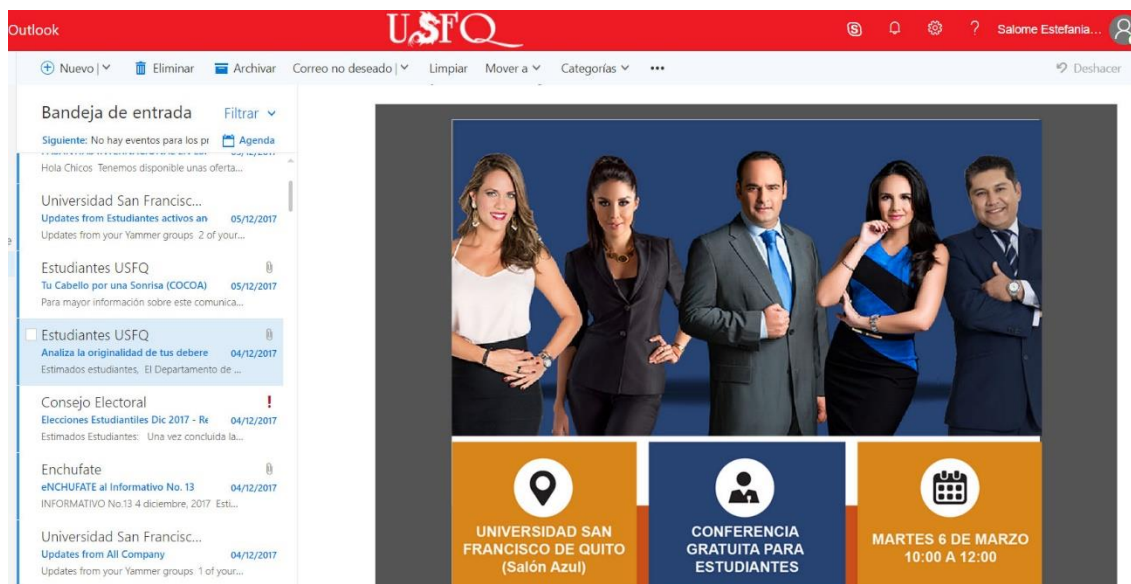 Outlook
USFQ
Salome Estefania...
Nuevo
Eliminar
Archivar
Correo no deseado
Limpiar
Mover a
Categorías
Deshacer
Bandeja de entrada
Filtrar
Siguiente: No hay eventos para los pr
Agenda
05/12/2017
Hola Chicos Tenemos disponible unas oferta...
Universidad San Francisc...
Updates from Estudiantes activos an 05/12/2017
Updates from your Yammer groups 2 of your...
Estudiantes USFQ
Tu Cabello por una Sonrisa (COCOA) 05/12/2017
Para mayor información sobre este comunica...
Estudiantes USFQ
Analiza la originalidad de tus debere 04/12/2017
Estimados estudiantes, El Departamento de ...
Consejo Electoral
Elecciones Estudiantiles Dic 2017 - Re 04/12/2017
Estimados Estudiantes: Una vez concluida la...
Enchufate
eNCHUFATE al Informativo No. 13 04/12/2017
INFORMATIVO No.13 4 diciembre, 2017 Esti...
Universidad San Francisc...
Updates from All Company 04/12/2017
Updates from your Yammer groups 1 of your...
UNIVERSIDAD SAN
FRANCISCO DE QUITO
(Salón Azul)
CONFERENCIA
GRATUITA PARA
ESTUDIANTES
MARTES 6 DE MARZO
10:00 A 12:00